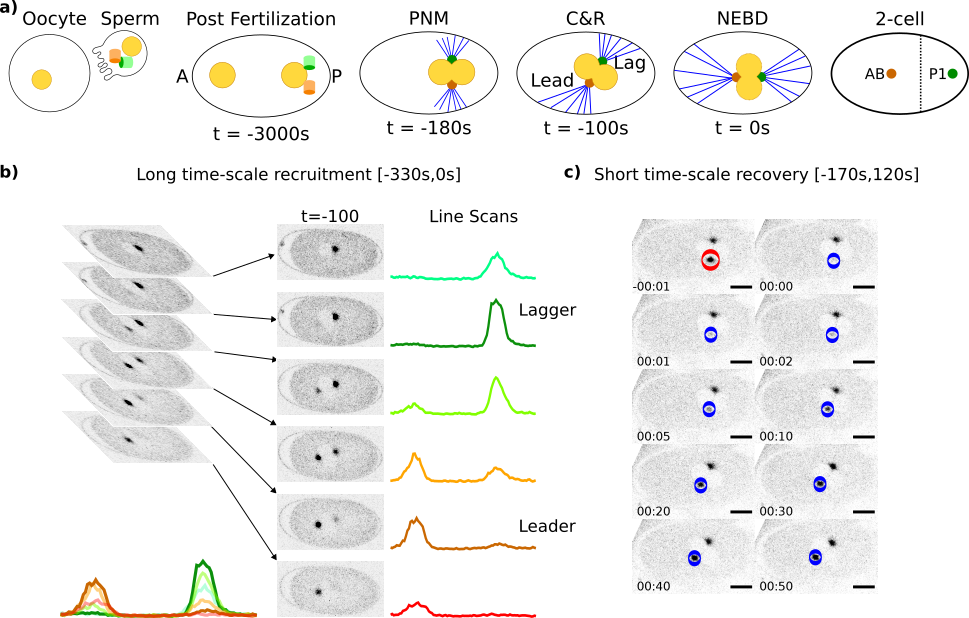 a)
Oocyte
Sperm
Post Fertilization
PNM
C&R
NEBD
2-cell
A
P
Lead
Lag
AB
P1
t = -3000s
t = -180s
t = -100s
t = 0s
b)
Long time-scale recruitment [-330s,0s]
t=-100
Line Scans
Lagger
Leader
c)
Short time-scale recovery [-170s,120s]
-00:01
00:00
00:01
00:02
00:05
00:10
00:20
00:30
00:40
00:50